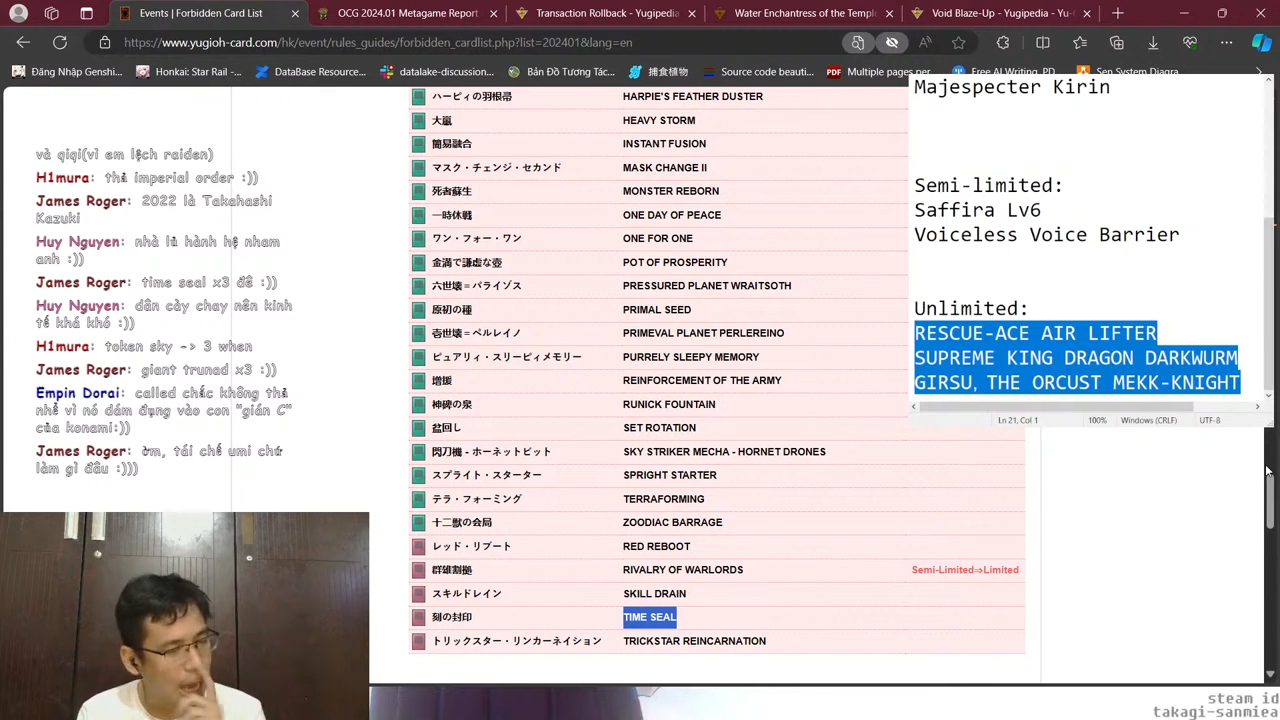 Events | Forbidden Card List
OCG 2024.01 Metagame Report
Transaction Rollback - Yugipedia
Water Enchantress of the Temple
Void Blaze-Up - Yugipedia - Yu-
https://www.yugioh-card.com/hk/event/rules_guides/forbidden_cardlist.php?list=202401&lang=en
Đăng Nhập Genshi...
Honkai: Star Rail -...
DataBase Resource...
datalake-discussion...
Bản Đồ Tương Tác...
Source code beauti...
PDF
Multiple pages per...
Free AI Writing, PD...
Seq System Diagra...
và qiqi(vì em lệch raiden)
H1mura: thả imperial order :))
James Roger: 2022 là Takahashi
Kazuki
Huy Nguyen: nhà lữ hành hệ nham
anh :))
James Roger: time seal x3 đê :))
Huy Nguyen: dân cày chay nên kinh
tế khá khó :))
H1mura: token sky -> 3 when
James Roger: giant trunad x3 :))
Empin Dorai: called chắc không thả
nhể vì nó dám đụng vào con "gián C"
của konami:))
James Roger: ờm, tái chế umi chứ
làm gì đâu :)))
ハーピィの羽根帚 HARPIE'S FEATHER DUSTER
大嵐 HEAVY STORM
簡易融合 INSTANT FUSION
マスク・チェンジ・セカンド MASK CHANGE II
死者蘇生 MONSTER REBORN
一時休戦 ONE DAY OF PEACE
ワン・フォー・ワン ONE FOR ONE
金満で謙虚な壺 POT OF PROSPERITY
六世壊=パライゾス PRESSURED PLANET WRAITSOTH
原初の種 PRIMAL SEED
壱世壊=ペルレイノ PRIMEVAL PLANET PERLEREINO
ピュアリィ・スリーピィメモリー PURRELY SLEEPY MEMORY
増援 REINFORCEMENT OF THE ARMY
神碑の泉 RUNICK FOUNTAIN
盆回し SET ROTATION
閃刀機-ホーネットビット SKY STRIKER MECHA - HORNET DRONES
スプライト・スターター SPRIGHT STARTER
テラ・フォーミング TERRAFORMING
十二獣の会局 ZOODIAC BARRAGE
レッド・リブート RED REBOOT
群雄割拠 RIVALRY OF WARLORDS Semi-Limited⇒Limited
スキルドレイン SKILL DRAIN
刻の封印 TIME SEAL
トリックスター・リンカーネイション TRICKSTAR REINCARNATION
Majespecter Kirin
Semi-limited:
Saffira Lv6
Voiceless Voice Barrier
Unlimited:
RESCUE-ACE AIR LIFTER
SUPREME KING DRAGON DARKWURM
GIRSU, THE ORCUST MEKK-KNIGHT
Ln 21, Col 1 100% Windows (CRLF) UTF-8
steam id
takagi-sanmiea